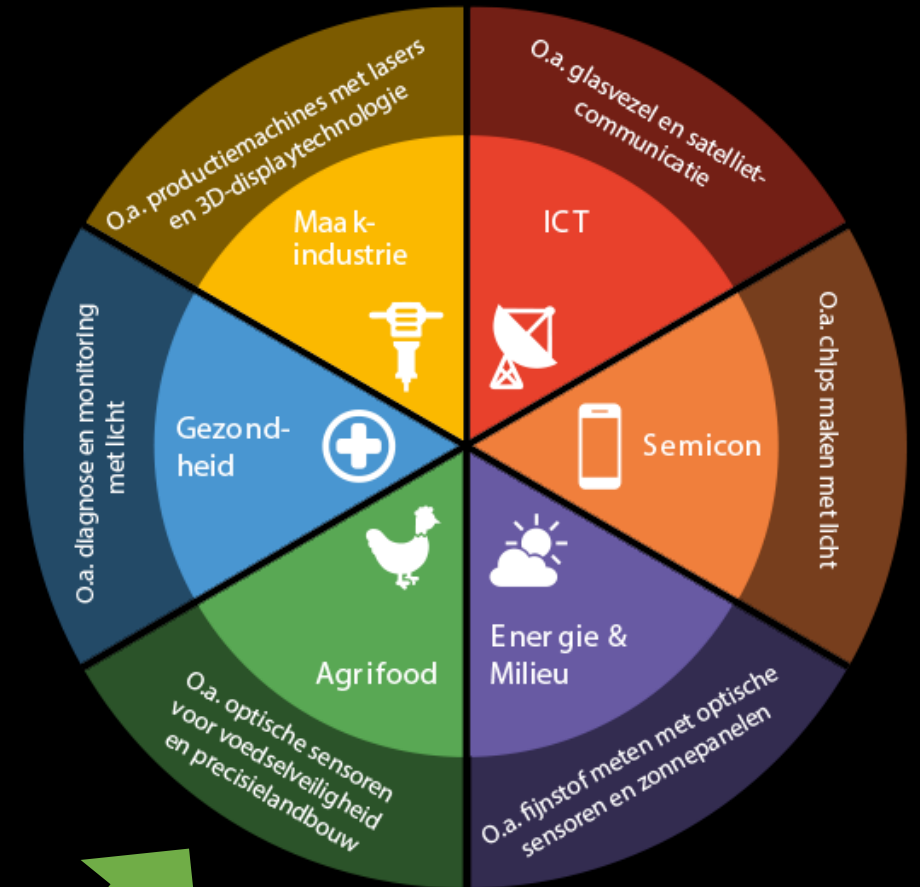 O.a. productiemachines met lasers
en 3D-displaytechnologie
Maak-
industrie
O.a. glasvezel en satelliet-
communicatie
ICT
O.a. chips maken met licht
Semicon
O.a. fijnstof meten met optische
sensoren en zonnepanelen
Energie &
Milieu
O.a. optische sensoren
voor voedselveiligheid
en precisielandbouw
Agrifood
O.a. diagnose en monitoring
met licht
Gezond-
heid